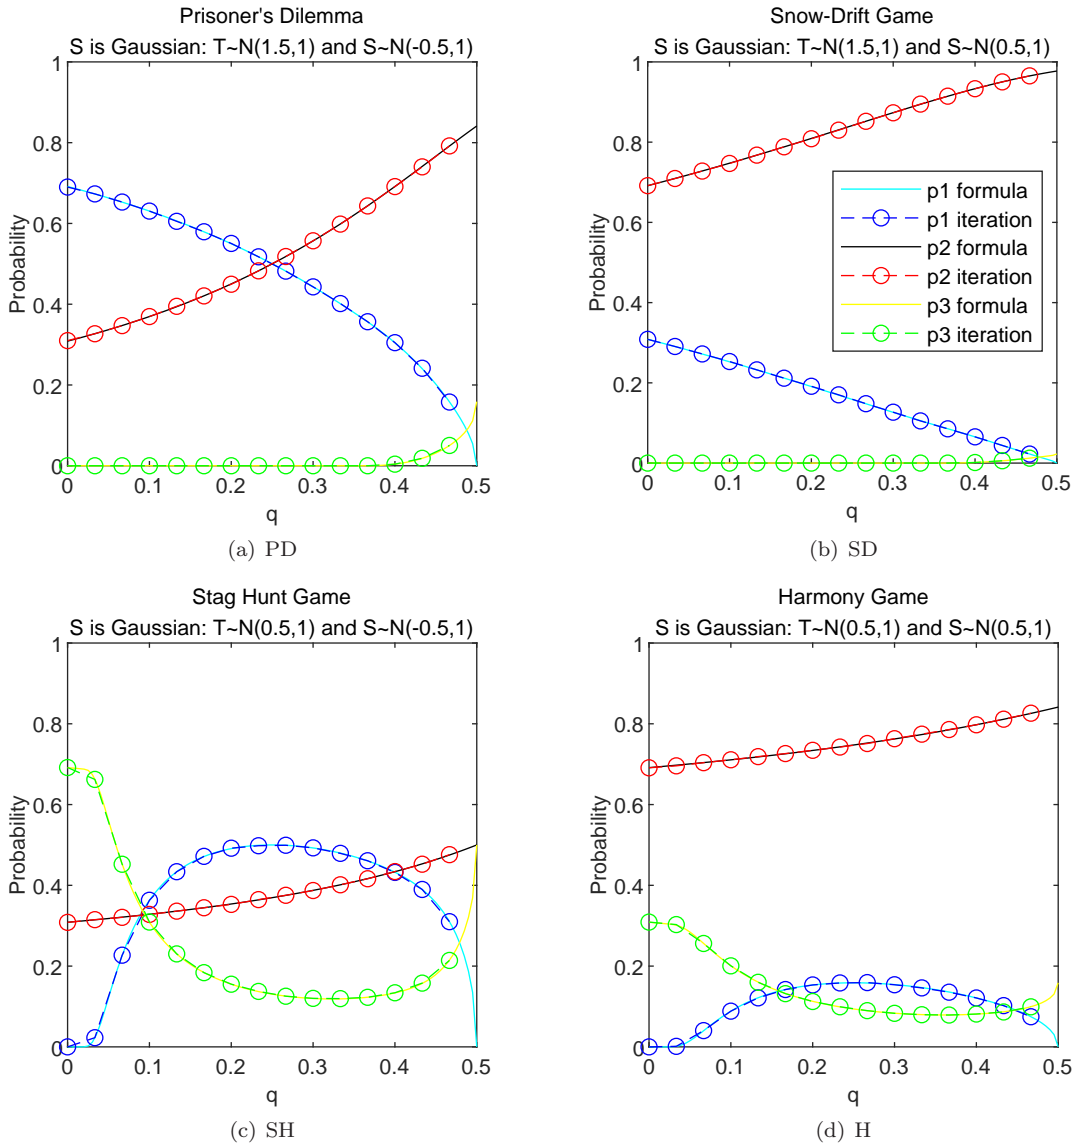 Prisoner's Dilemma
S is Gaussian: T~N(1.5,1) and S~N(-0.5,1)
1
0.8
0.6
0.4
0.2
0
Probability
0 0.1 0.2 0.3 0.4 0.5
q
(a) PD
Snow-Drift Game
S is Gaussian: T~N(1.5,1) and S~N(0.5,1)
1
0.8
0.6
0.4
0.2
0
Probability
p1 formula
p1 iteration
p2 formula
p2 iteration
p3 formula
p3 iteration
0 0.1 0.2 0.3 0.4 0.5
q
(b) SD
Stag Hunt Game
S is Gaussian: T~N(0.5,1) and S~N(-0.5,1)
1
0.8
0.6
0.4
0.2
0
Probability
0 0.1 0.2 0.3 0.4 0.5
q
(c) SH
Harmony Game
S is Gaussian: T~N(0.5,1) and S~N(0.5,1)
1
0.8
0.6
0.4
0.2
0
Probability
0 0.1 0.2 0.3 0.4 0.5
q
(d) H